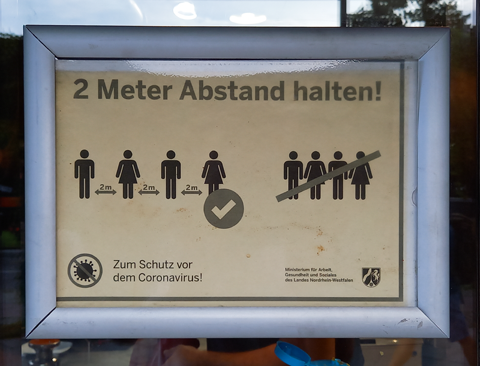 2 Meter Abstand halten!
2m 2m 2m
Zum Schutz vor
dem Coronavirus!
Ministerium für Arbeit,
Gesundheit und Soziales
des Landes Nordrhein-Westfalen